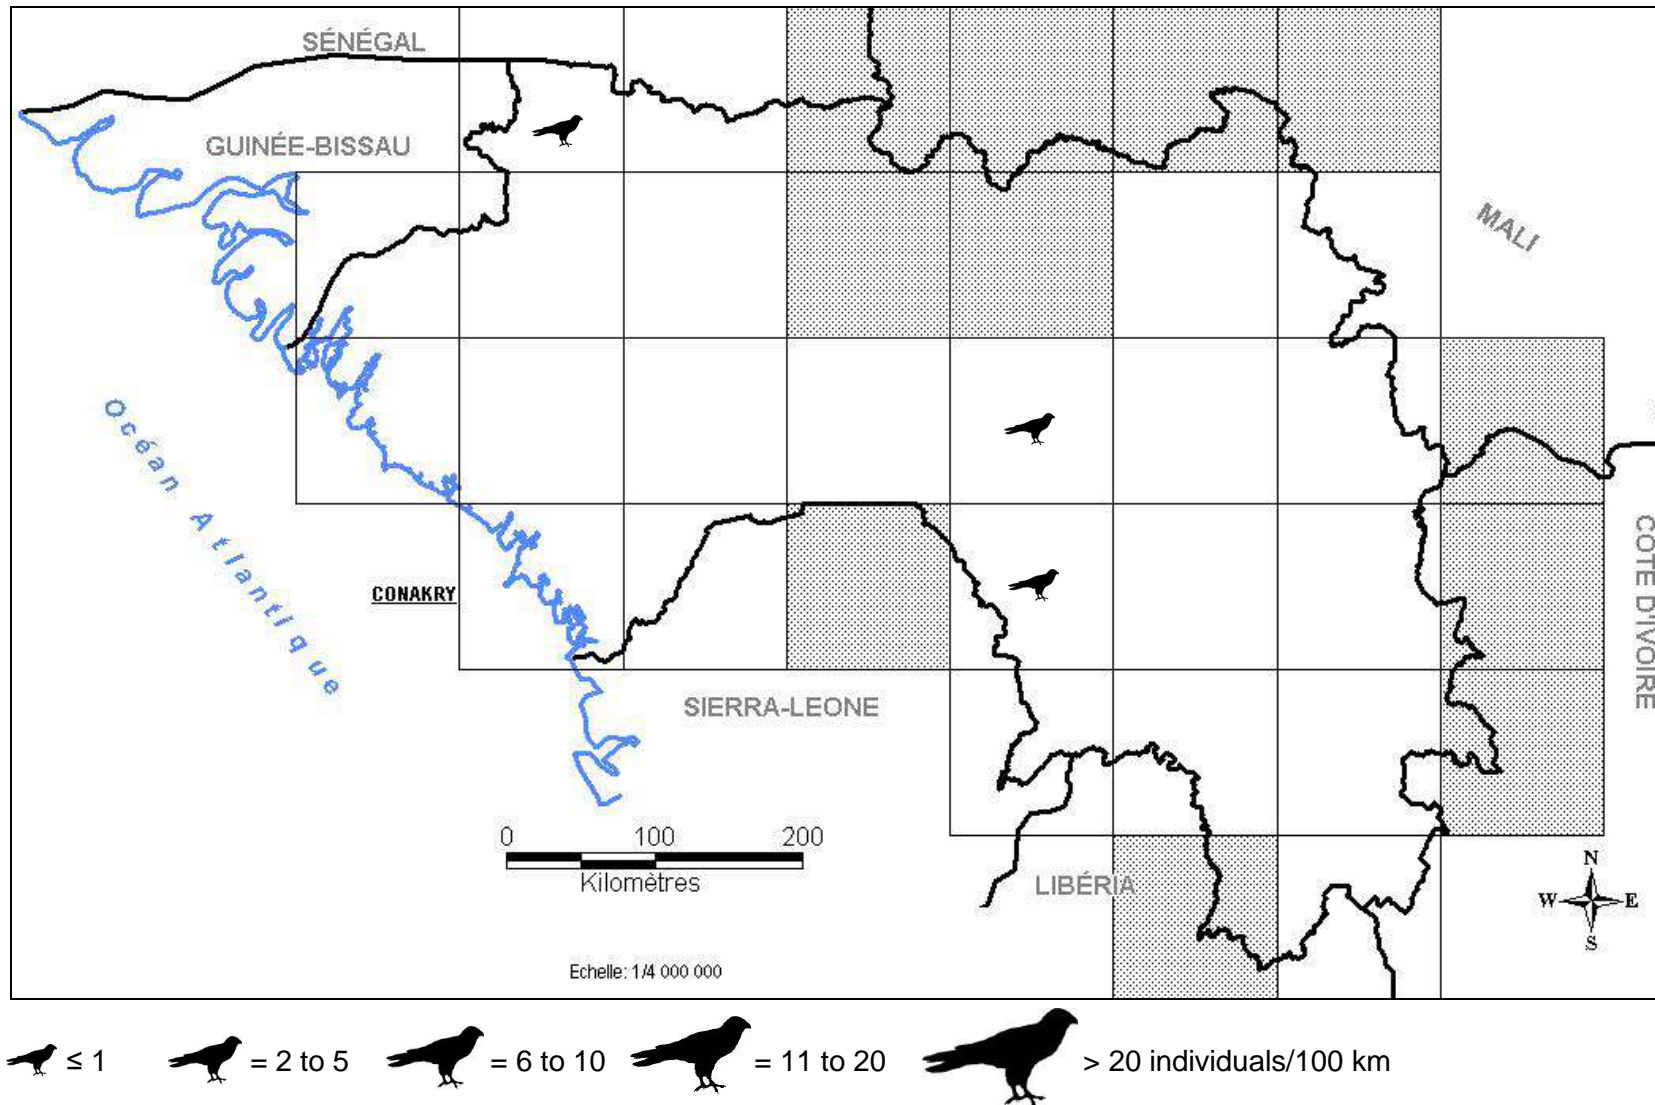 SÉNÉGAL
GUINÉE-BISSAU
MALI
Océan Atlantique
CONAKRY
COTE D'IVOIRE
SIERRA-LEONE
0 100 200
Kilomètres
LIBÉRIA
N
W E
S
Echelle: 1/4 000 000
≤ 1 = 2 to 5 = 6 to 10 = 11 to 20 > 20 individuals/100 km